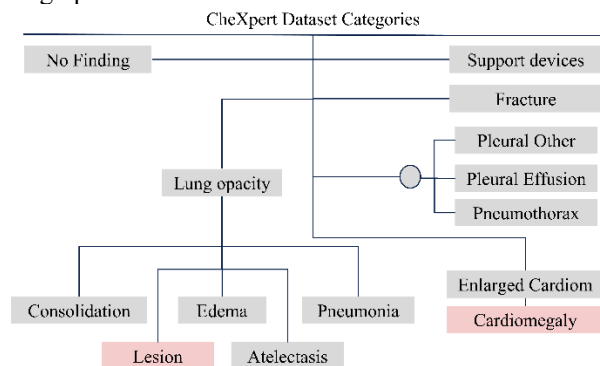 CheXpert Dataset Categories
No Finding
Support devices
Fracture
Pleural Other
Lung opacity
Pleural Effusion
Pneumothorax
Enlarged Cardiom
Consolidation
Edema
Pneumonia
Cardiomegaly
Lesion
Atelectasis